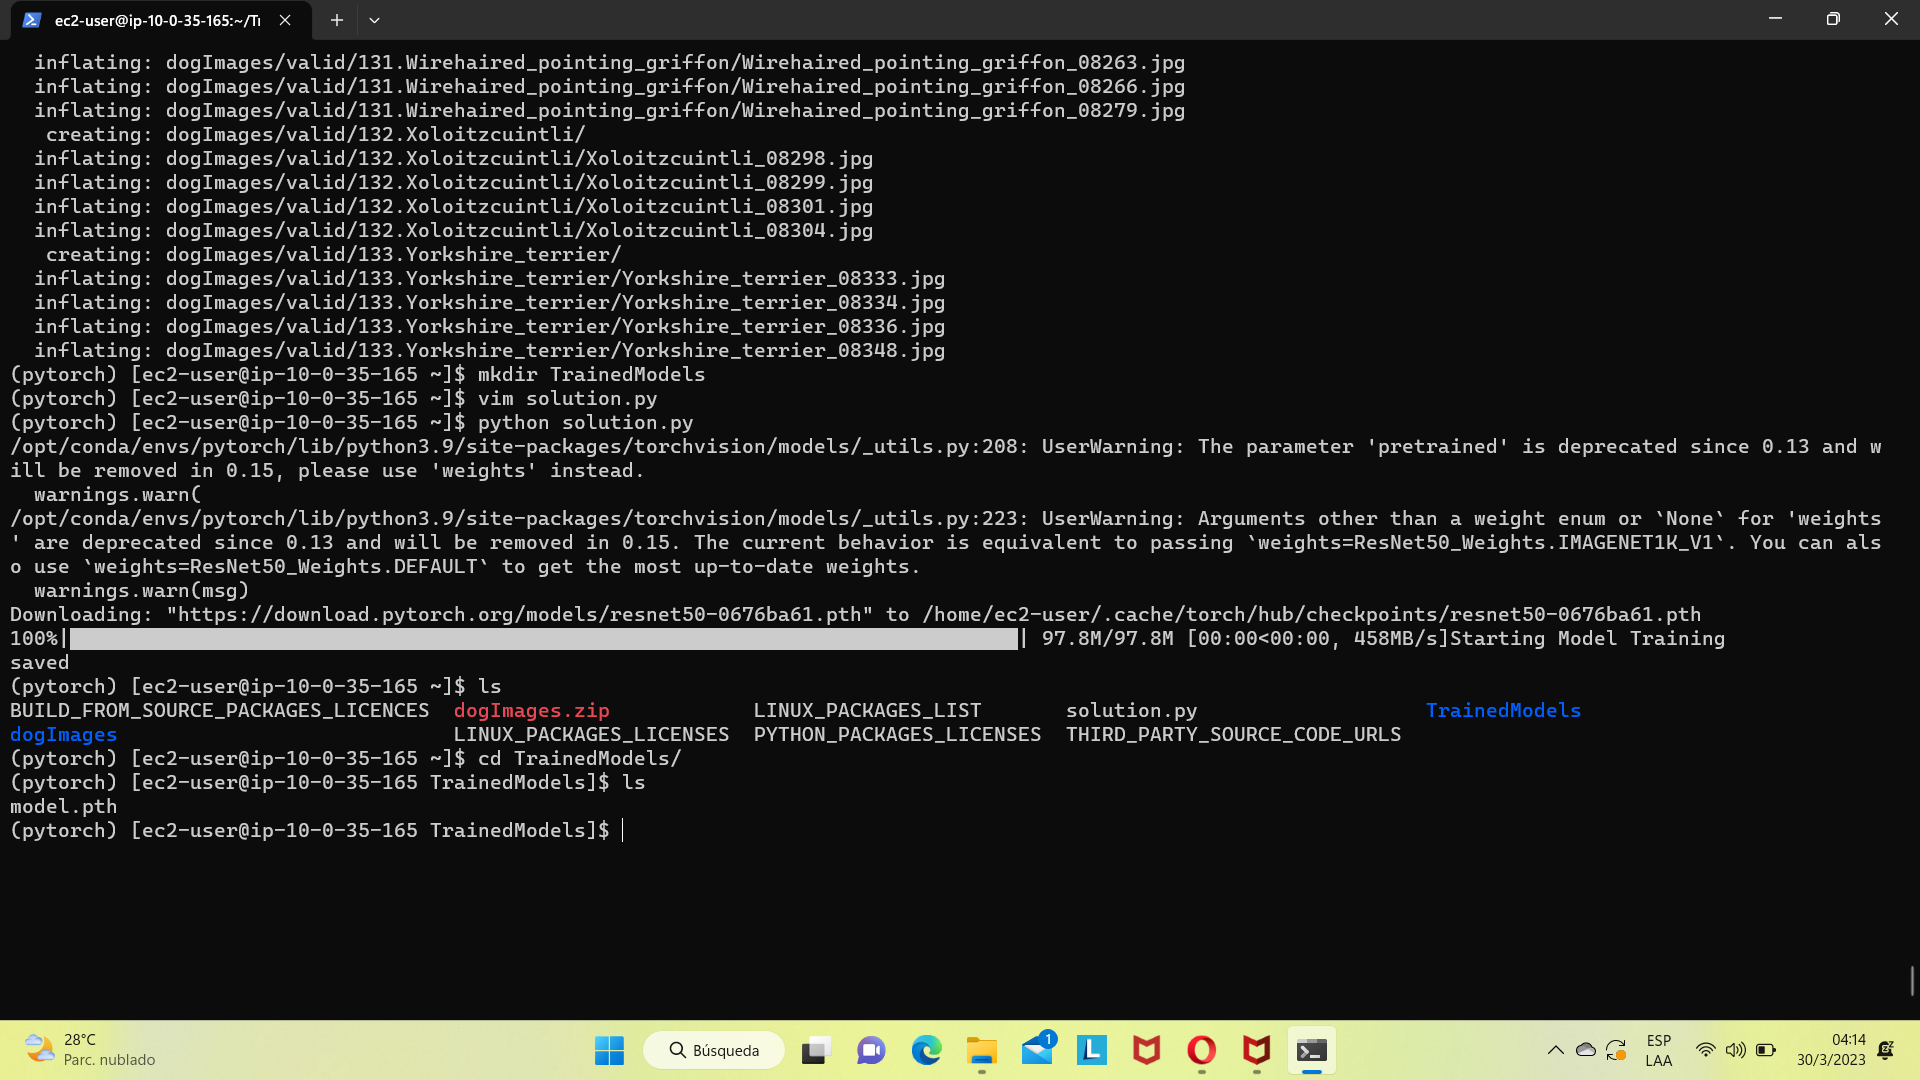 ec2-user@ip-10-0-35-165:~/Tr
inflating: dogImages/valid/131.Wirehaired_pointing_griffon/Wirehaired_pointing_griffon_08263.jpg
inflating: dogImages/valid/131.Wirehaired_pointing_griffon/Wirehaired_pointing_griffon_08266.jpg
inflating: dogImages/valid/131.Wirehaired_pointing_griffon/Wirehaired_pointing_griffon_08279.jpg
creating: dogImages/valid/132.Xoloitzcuintli/
inflating: dogImages/valid/132.Xoloitzcuintli/Xoloitzcuintli_08298.jpg
inflating: dogImages/valid/132.Xoloitzcuintli/Xoloitzcuintli_08299.jpg
inflating: dogImages/valid/132.Xoloitzcuintli/Xoloitzcuintli_08301.jpg
inflating: dogImages/valid/132.Xoloitzcuintli/Xoloitzcuintli_08304.jpg
creating: dogImages/valid/133.Yorkshire_terrier/
inflating: dogImages/valid/133.Yorkshire_terrier/Yorkshire_terrier_08333.jpg
inflating: dogImages/valid/133.Yorkshire_terrier/Yorkshire_terrier_08334.jpg
inflating: dogImages/valid/133.Yorkshire_terrier/Yorkshire_terrier_08336.jpg
inflating: dogImages/valid/133.Yorkshire_terrier/Yorkshire_terrier_08348.jpg
(pytorch) [ec2-user@ip-10-0-35-165 ~]$ mkdir TrainedModels
(pytorch) [ec2-user@ip-10-0-35-165 ~]$ vim solution.py
(pytorch) [ec2-user@ip-10-0-35-165 ~]$ python solution.py
/opt/conda/envs/pytorch/lib/python3.9/site-packages/torchvision/models/_utils.py:208: UserWarning: The parameter 'pretrained' is deprecated since 0.13 and w
ill be removed in 0.15, please use 'weights' instead.
warnings.warn(
/opt/conda/envs/pytorch/lib/python3.9/site-packages/torchvision/models/_utils.py:223: UserWarning: Arguments other than a weight enum or `None` for 'weights
' are deprecated since 0.13 and will be removed in 0.15. The current behavior is equivalent to passing `weights=ResNet50_Weights.IMAGENET1K_V1`. You can als
o use `weights=ResNet50_Weights.DEFAULT` to get the most up-to-date weights.
warnings.warn(msg)
Downloading: "https://download.pytorch.org/models/resnet50-0676ba61.pth" to /home/ec2-user/.cache/torch/hub/checkpoints/resnet50-0676ba61.pth
100%| | 97.8M/97.8M [00:00<00:00, 458MB/s]Starting Model Training
saved
(pytorch) [ec2-user@ip-10-0-35-165 ~]$ ls
BUILD_FROM_SOURCE_PACKAGES_LICENCES dogImages.zip LINUX_PACKAGES_LIST solution.py TrainedModels
dogImages LINUX_PACKAGES_LICENSES PYTHON_PACKAGES_LICENSES THIRD_PARTY_SOURCE_CODE_URLS
(pytorch) [ec2-user@ip-10-0-35-165 ~]$ cd TrainedModels/
(pytorch) [ec2-user@ip-10-0-35-165 TrainedModels]$ ls
model.pth
(pytorch) [ec2-user@ip-10-0-35-165 TrainedModels]$
28°C
Parc. nublado
Búsqueda
1
L
ESP
LAA
04:14
30/3/2023